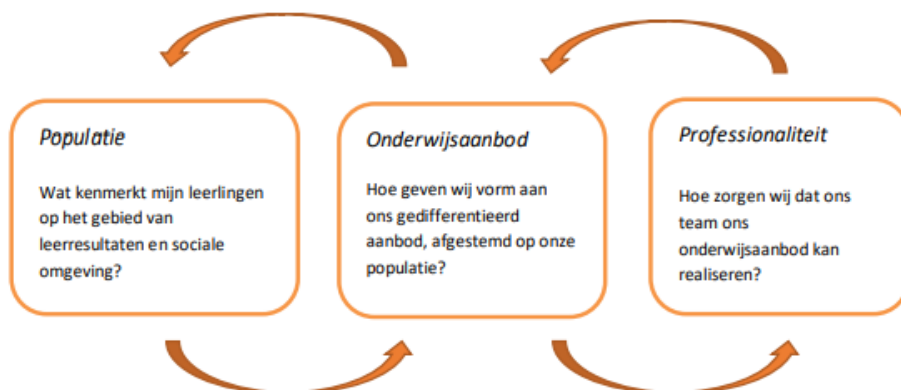 Populatie
Wat kenmerkt mijn leerlingen
op het gebied van
leerresultaten en sociale
omgeving?
Onderwijsaanbod
Hoe geven wij vorm aan
ons gedifferentieerd
aanbod, afgestemd op onze
populatie?
Professionaliteit
Hoe zorgen wij dat ons
team ons
onderwijsaanbod kan
realiseren?